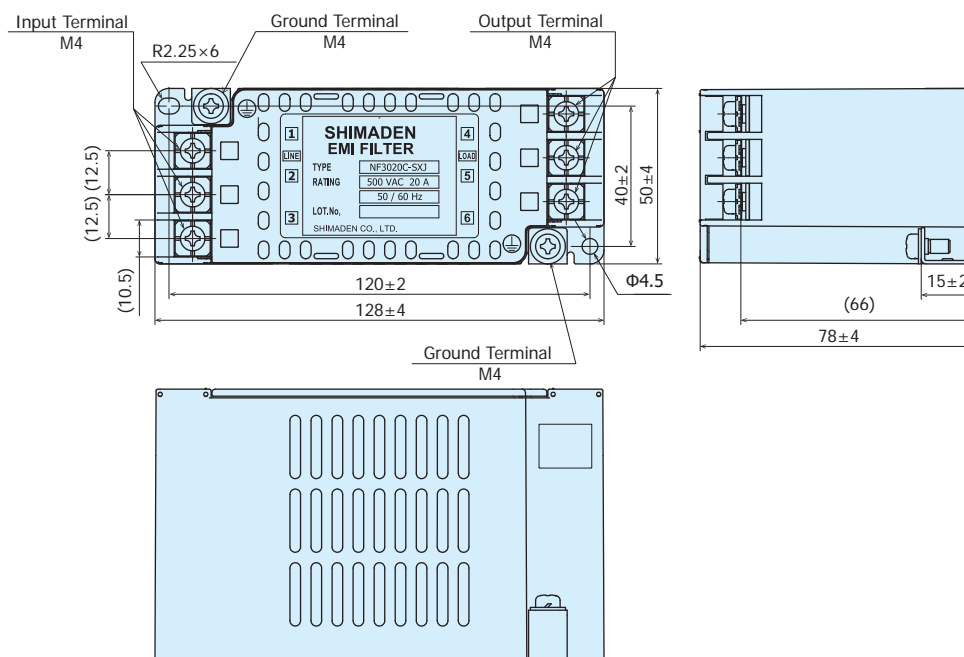 Input Terminal
M4
Ground Terminal
M4
Output Terminal
M4
R2.25×6
1
LINE
2
3
SHIMADEN
EMI FILTER
TYPE NF3020C-SXJ
RATING 500 VAC 20 A
50 / 60 Hz
LOT.No,
SHIMADEN CO., LTD.
4
LOAD
5
6
(12.5)
(12.5)
(10.5)
40±2
50±4
120±2
Φ4.5
128±4
Ground Terminal
M4
15±2
(66)
78±4